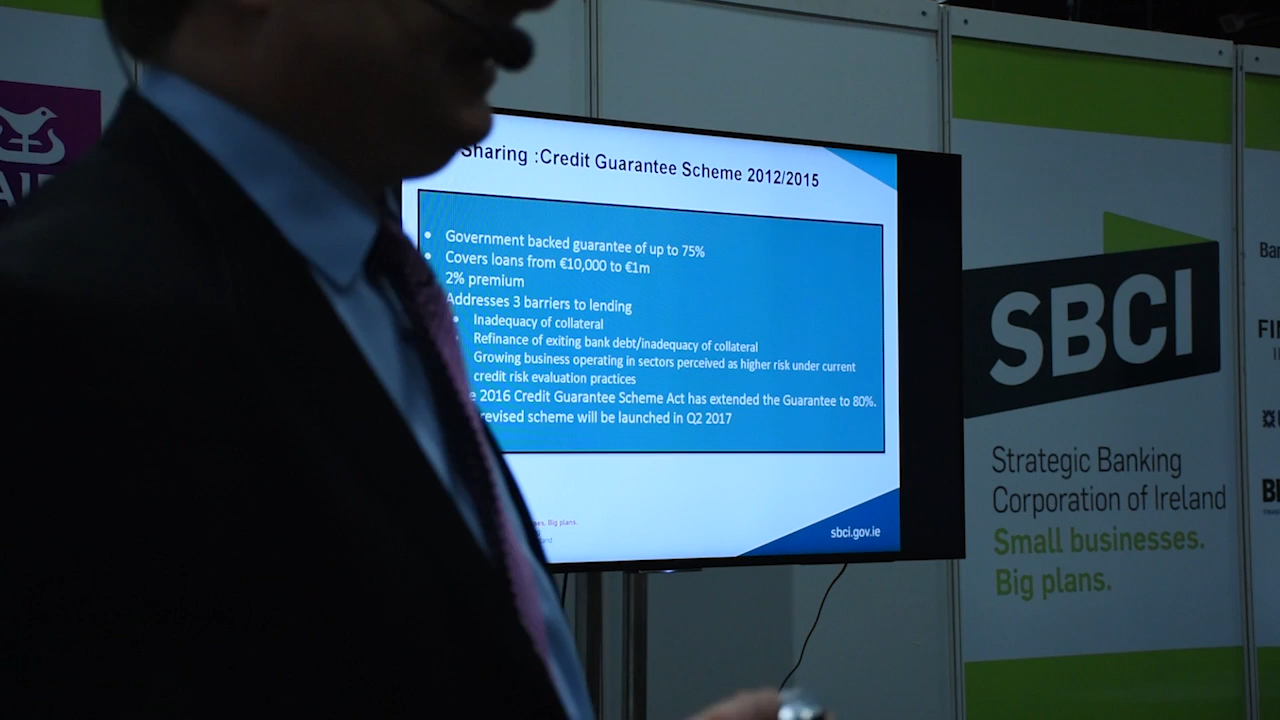 AI
Sharing :Credit Guarantee Scheme 2012/2015
Government backed guarantee of up to 75%
Covers loans from €10,000 to €1m
2% premium
Addresses 3 barriers to lending
Inadequacy of collateral
Refinance of exiting bank debt/inadequacy of collateral
Growing business operating in sectors perceived as higher risk under current
credit risk evaluation practices
2016 Credit Guarantee Scheme Act has extended the Guarantee to 80%.
revised scheme will be launched in Q2 2017
Big plans.
sbci.gov.ie
SBCI
Strategic Banking
Corporation of Ireland
Small businesses.
Big plans.